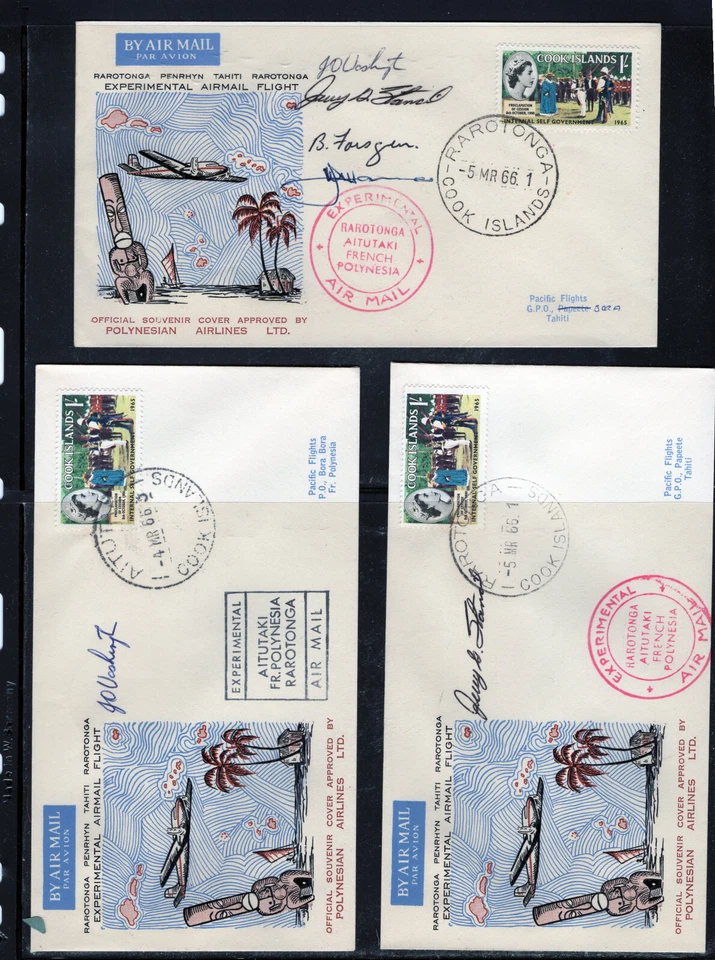 BY AIR MAIL
PAR AVION
RAROTONGA PENRHYN TAHITI RAROTONGA
EXPERIMENTAL AIRMAIL FLIGHT
COOK ISLANDS 1/-
PROCLAMATION
OF CESSION
8th OCTOBER, 1900
INTERNAL SELF GOVERNMENT 1965
RAROTONGA
-5 MR 66. 1
COOK ISLANDS
B. Forsgren.
EXPERIMENTAL
RAROTONGA
AITUTAKI
FRENCH
POLYNESIA
AIR MAIL
Pacific Flights
G.P.O., Papeete
Tahiti
OFFICIAL SOUVENIR COVER APPROVED BY
POLYNESIAN AIRLINES LTD.
COOK ISLANDS 1/-
INTERNAL SELF GOVERNMENT 1965
-4 MR 66.
COOK ISLANDS
Pacific Flights
P.O., Bora Bora
Fr. Polynesia
EXPERIMENTAL
AITUTAKI
FR. POLYNESIA
RAROTONGA
AIR MAIL
BY AIR MAIL
PAR AVION
RAROTONGA PENRHYN TAHITI RAROTONGA
EXPERIMENTAL AIRMAIL FLIGHT
OFFICIAL SOUVENIR COVER APPROVED BY
POLYNESIAN AIRLINES LTD.
COOK ISLANDS 1/-
INTERNAL SELF GOVERNMENT 1965
RAROTONGA
-5 MR 66. 1
COOK ISLANDS
Pacific Flights
G.P.O., Papeete
Tahiti
EXPERIMENTAL
RAROTONGA
AITUTAKI
FRENCH
POLYNESIA
AIR MAIL
BY AIR MAIL
PAR AVION
RAROTONGA PENRHYN TAHITI RAROTONGA
EXPERIMENTAL AIRMAIL FLIGHT
OFFICIAL SOUVENIR COVER APPROVED BY
POLYNESIAN AIRLINES LTD.